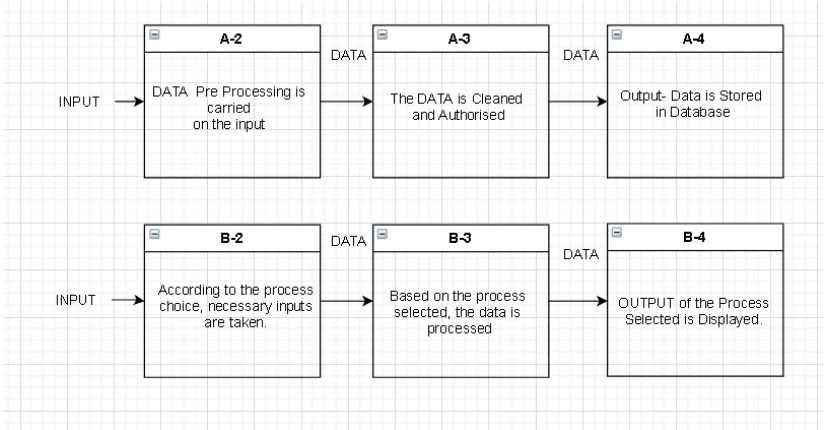 A-2
A-3
A-4
DATA
DATA
INPUT
DATA Pre Processing is
carried
on the input
The DATA is Cleaned
and Authorised
Output- Data is Stored
in Database
B-2
B-3
B-4
DATA
DATA
INPUT
According to the process
choice, necessary inputs
are taken.
Based on the process
selected, the data is
processed
OUTPUT of the Process
Selected is Displayed.